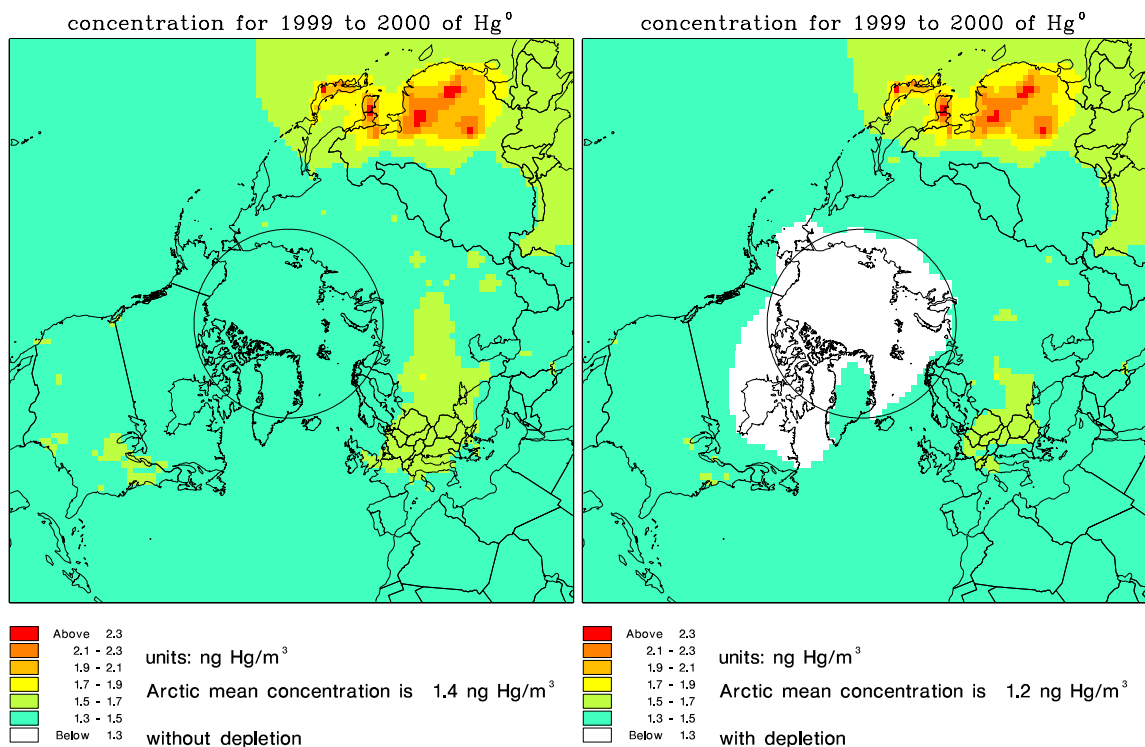 concentration for 1999 to 2000 of Hg⁰
Above 2.3
2.1 - 2.3
1.9 - 2.1
1.7 - 1.9
1.5 - 1.7
1.3 - 1.5
Below 1.3
units: ng Hg/m³
Arctic mean concentration is 1.4 ng Hg/m³
without depletion
concentration for 1999 to 2000 of Hg⁰
Above 2.3
2.1 - 2.3
1.9 - 2.1
1.7 - 1.9
1.5 - 1.7
1.3 - 1.5
Below 1.3
units: ng Hg/m³
Arctic mean concentration is 1.2 ng Hg/m³
with depletion